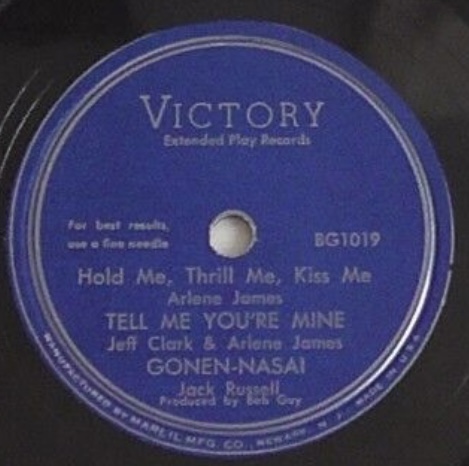 VICTORY
Extended Play Records
For best results,
use a fine needle
BG1019
Hold Me, Thrill Me, Kiss Me
Arlene James
TELL ME YOU'RE MINE
Jeff Clark & Arlene James
GONEN-NASAI
Jack Russell
Produced by Bob Guy
MANUFACTURED BY MARLIL MFG. CO., NEWARK, N. J. MADE IN U.S.A.